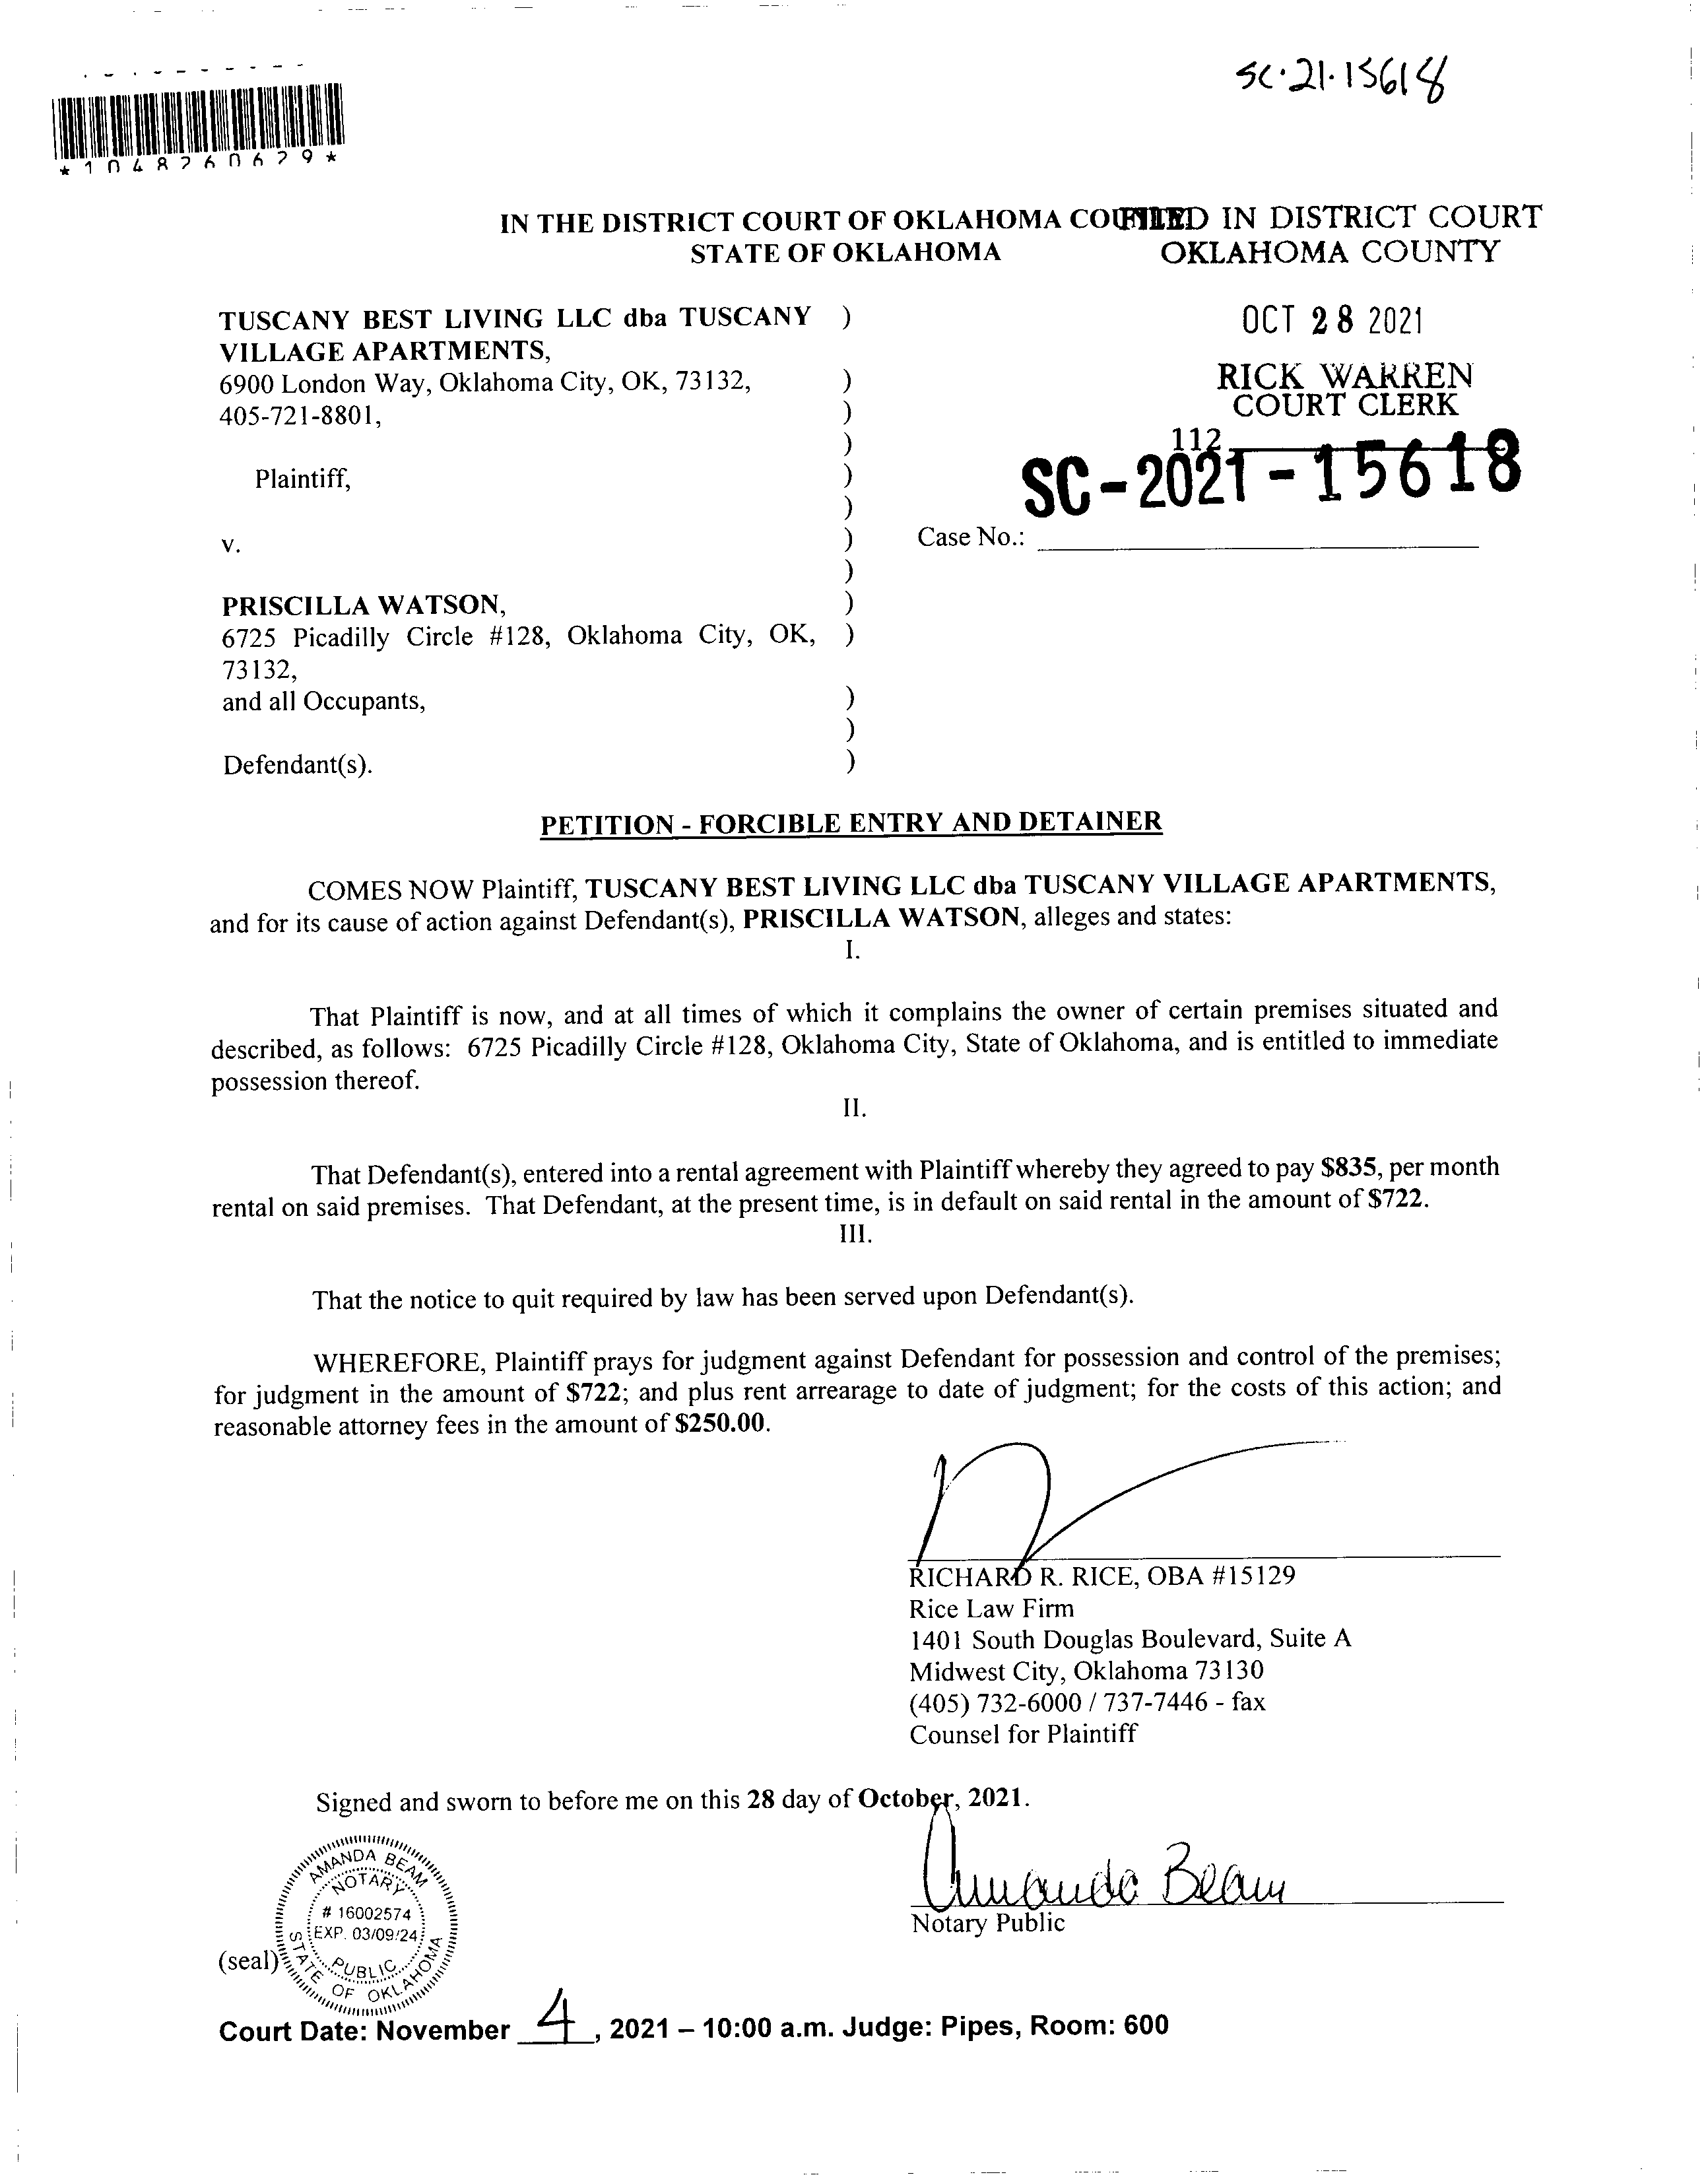 SC·21·15618
*1048260629*
IN THE DISTRICT COURT OF OKLAHOMA COUNTY
STATE OF OKLAHOMA
FILED IN DISTRICT COURT
OKLAHOMA COUNTY
OCT 28 2021
RICK WARREN
COURT CLERK
112
SC-2021-15618
Case No.:
TUSCANY BEST LIVING LLC dba TUSCANY )
VILLAGE APARTMENTS,
6900 London Way, Oklahoma City, OK, 73132, )
405-721-8801, )
)
Plaintiff, )
)
v. )
)
PRISCILLA WATSON, )
6725 Picadilly Circle #128, Oklahoma City, OK, )
73132,
and all Occupants, )
)
Defendant(s). )
PETITION - FORCIBLE ENTRY AND DETAINER
COMES NOW Plaintiff, TUSCANY BEST LIVING LLC dba TUSCANY VILLAGE APARTMENTS,
and for its cause of action against Defendant(s), PRISCILLA WATSON, alleges and states:
I.
That Plaintiff is now, and at all times of which it complains the owner of certain premises situated and
described, as follows: 6725 Picadilly Circle #128, Oklahoma City, State of Oklahoma, and is entitled to immediate
possession thereof.
II.
That Defendant(s), entered into a rental agreement with Plaintiff whereby they agreed to pay $835, per month
rental on said premises. That Defendant, at the present time, is in default on said rental in the amount of $722.
III.
That the notice to quit required by law has been served upon Defendant(s).
WHEREFORE, Plaintiff prays for judgment against Defendant for possession and control of the premises;
for judgment in the amount of $722; and plus rent arrearage to date of judgment; for the costs of this action; and
reasonable attorney fees in the amount of $250.00.
RICHARD R. RICE, OBA #15129
Rice Law Firm
1401 South Douglas Boulevard, Suite A
Midwest City, Oklahoma 73130
(405) 732-6000 / 737-7446 - fax
Counsel for Plaintiff
Signed and sworn to before me on this 28 day of October, 2021.
Amanda Beam
Notary Public
AMANDA BEAM
NOTARY
# 16002574
EXP. 03/09/24
PUBLIC
STATE OF OKLAHOMA
(seal)
Court Date: November 4, 2021 – 10:00 a.m. Judge: Pipes, Room: 600